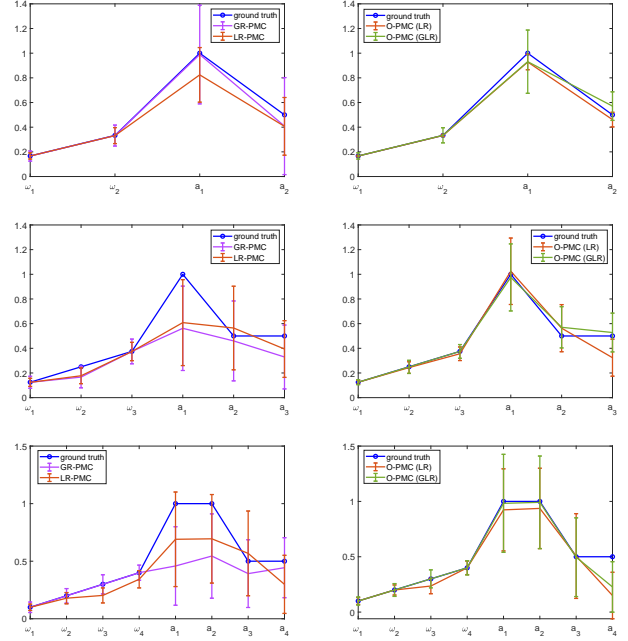 1.4
1.2
1
0.8
0.6
0.4
0.2
0
ω1 ω2 a1 a2
ground truth
GR-PMC
LR-PMC
1.4
1.2
1
0.8
0.6
0.4
0.2
0
ω1 ω2 a1 a2
ground truth
O-PMC (LR)
O-PMC (GLR)
1.4
1.2
1
0.8
0.6
0.4
0.2
0
ω1 ω2 ω3 a1 a2 a3
ground truth
GR-PMC
LR-PMC
1.4
1.2
1
0.8
0.6
0.4
0.2
0
ω1 ω2 ω3 a1 a2 a3
ground truth
O-PMC (LR)
O-PMC (GLR)
1.5
1
0.5
0
ω1 ω2 ω3 ω4 a1 a2 a3 a4
ground truth
GR-PMC
LR-PMC
1.5
1
0.5
0
ω1 ω2 ω3 ω4 a1 a2 a3 a4
ground truth
O-PMC (LR)
O-PMC (GLR)